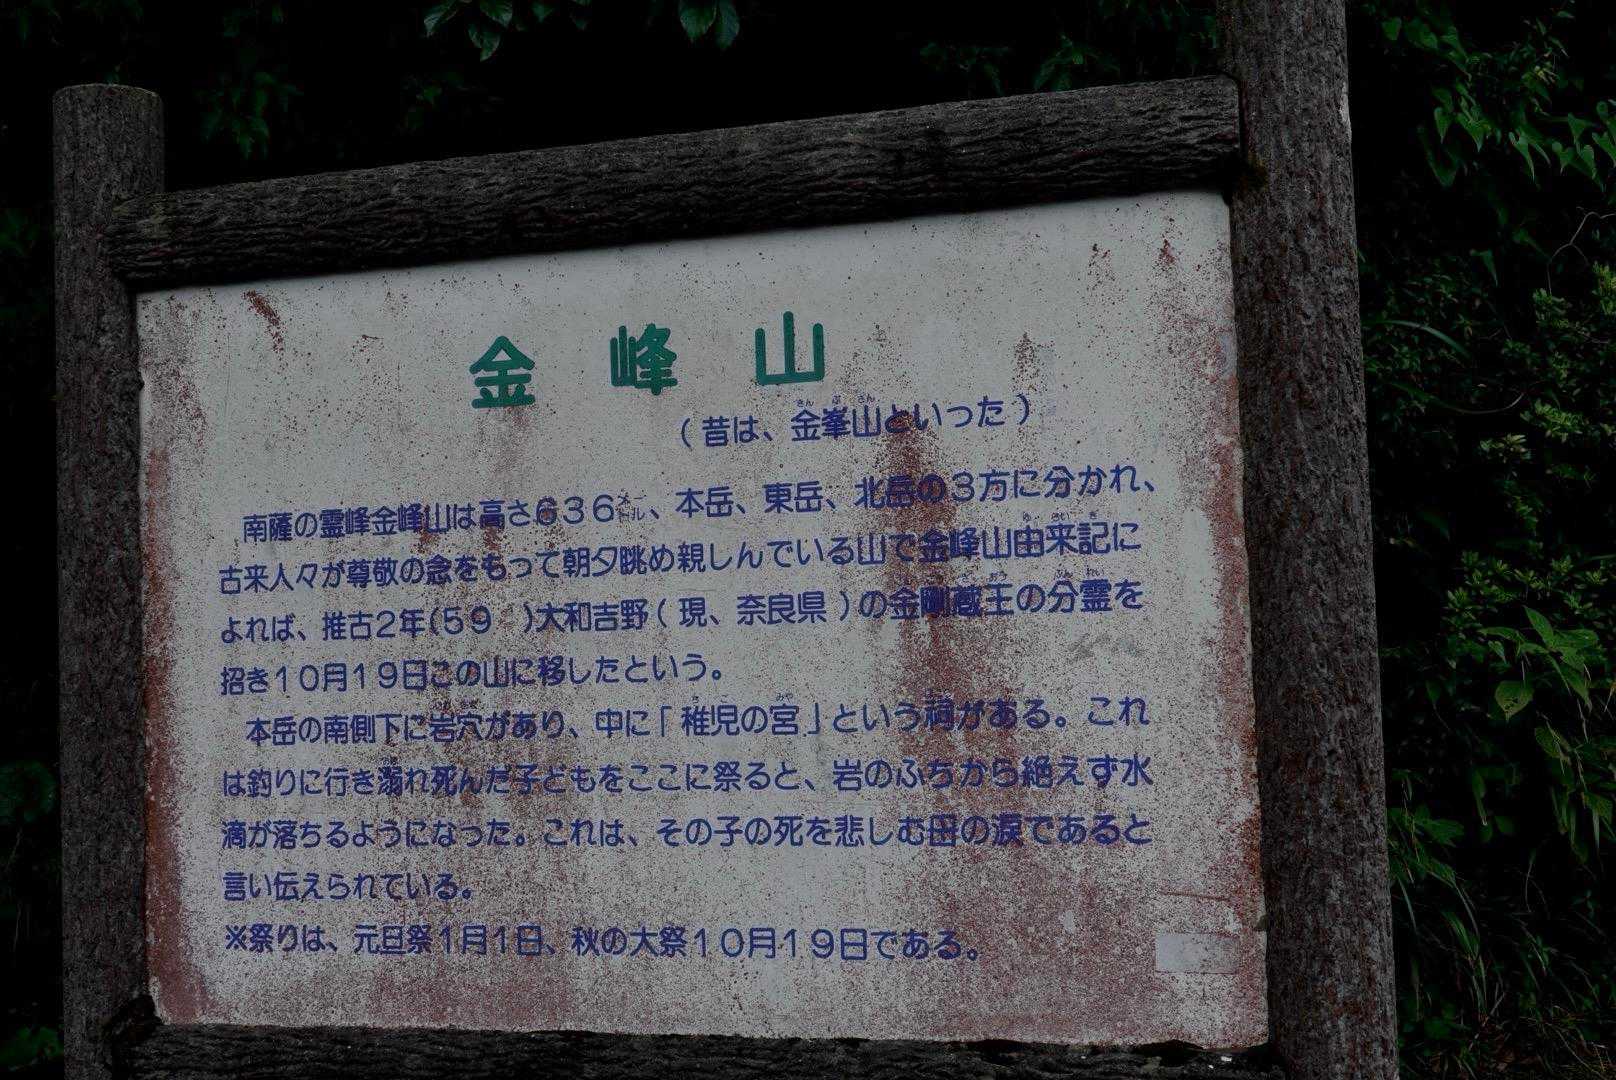 金峰山
（昔は、金峯山といった）
南薩の霊峰金峰山は高さ636メートル、本岳、東岳、北岳の3方に分かれ、
古来人々が尊敬の念をもって朝夕眺め親しんでいる山で金峰山由来記に
よれば、推古2年(59 )大和吉野（現、奈良県）の金剛蔵王の分霊を
招き10月19日この山に移したという。
本岳の南側下に岩穴があり、中に「稚児の宮」という祠がある。これ
は釣りに行き溺れ死んだ子どもをここに祭ると、岩のふちから絶えず水
滴が落ちるようになった。これは、その子の死を悲しむ母の涙であると
言い伝えられている。
※祭りは、元旦祭1月1日、秋の大祭10月19日である。